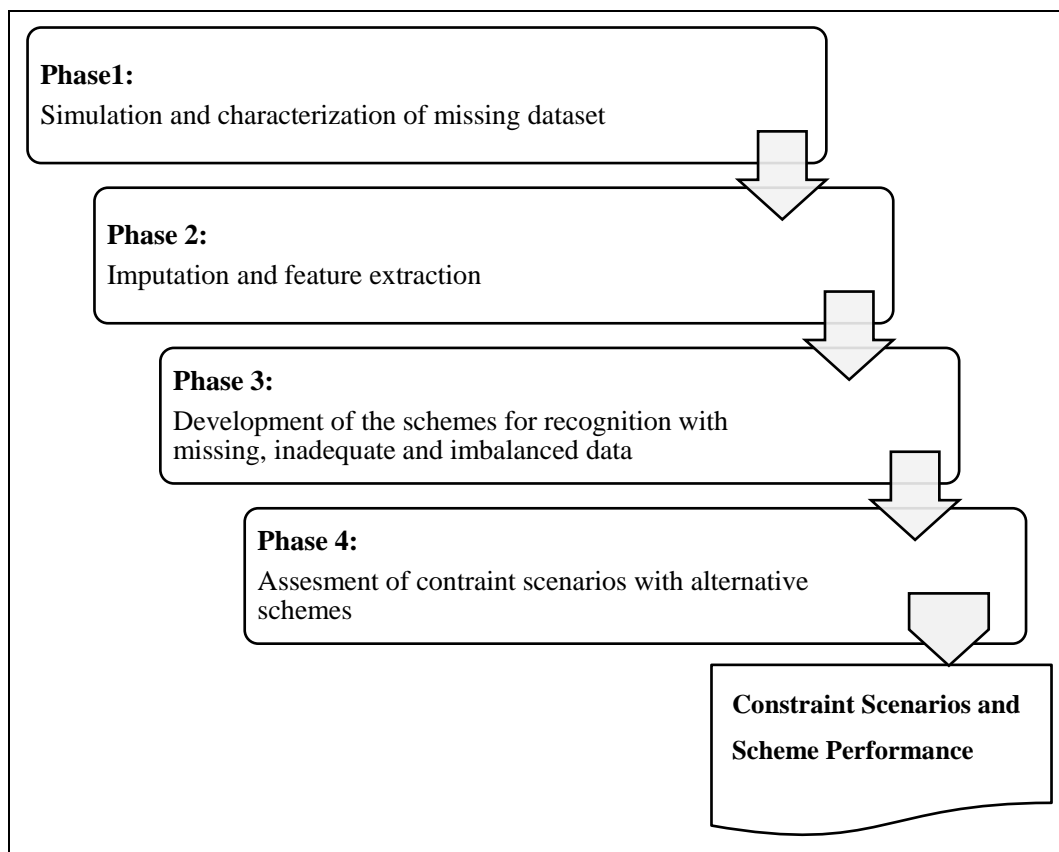 Phase1:
Simulation and characterization of missing dataset
Phase 2:
Imputation and feature extraction
Phase 3:
Development of the schemes for recognition with
missing, inadequate and imbalanced data
Phase 4:
Assesment of contraint scenarios with alternative
schemes
Constraint Scenarios and
Scheme Performance